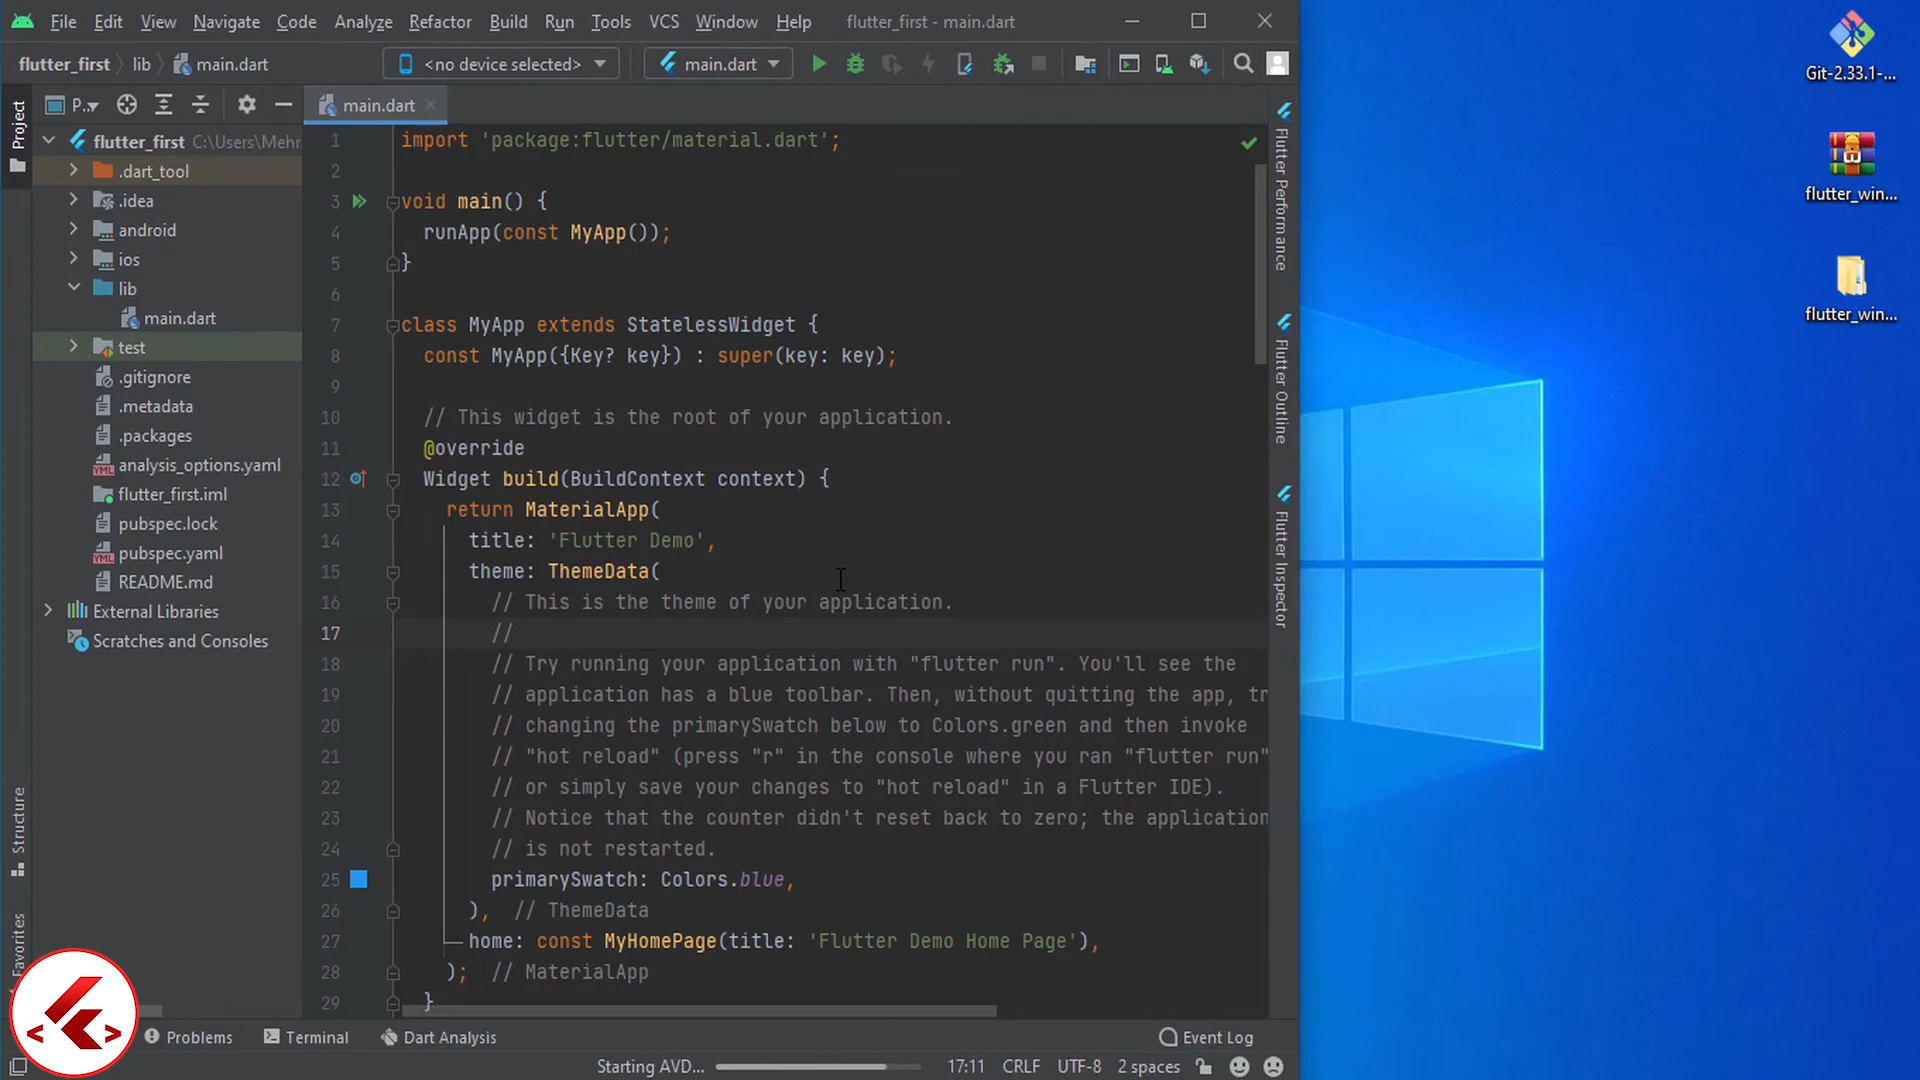 File Edit View Navigate Code Analyze Refactor Build Run Tools VCS Window Help flutter_first - main.dart
flutter_first lib main.dart <no device selected> main.dart
Project
P... main.dart
flutter_first C:\Users\Mehr
.dart_tool
.idea
android
ios
lib
main.dart
test
.gitignore
.metadata
.packages
analysis_options.yaml
flutter_first.iml
pubspec.lock
pubspec.yaml
README.md
External Libraries
Scratches and Consoles
Structure
Favorites
1 import 'package:flutter/material.dart';
2
3 void main() {
4 runApp(const MyApp());
5 }
6
7 class MyApp extends StatelessWidget {
8 const MyApp({Key? key}) : super(key: key);
9
10 // This widget is the root of your application.
11 @override
12 Widget build(BuildContext context) {
13 return MaterialApp(
14 title: 'Flutter Demo',
15 theme: ThemeData(
16 // This is the theme of your application.
17 //
18 // Try running your application with "flutter run". You'll see the
19 // application has a blue toolbar. Then, without quitting the app, tr
20 // changing the primarySwatch below to Colors.green and then invoke
21 // "hot reload" (press "r" in the console where you ran "flutter run"
22 // or simply save your changes to "hot reload" in a Flutter IDE).
23 // Notice that the counter didn't reset back to zero; the application
24 // is not restarted.
25 primarySwatch: Colors.blue,
26 ), // ThemeData
27 home: const MyHomePage(title: 'Flutter Demo Home Page'),
28 ); // MaterialApp
29 }
Flutter Performance
Flutter Outline
Flutter Inspector
Problems Terminal Dart Analysis Event Log
Starting AVD... 17:11 CRLF UTF-8 2 spaces
Git-2.33.1-...
flutter_win...
flutter_win...